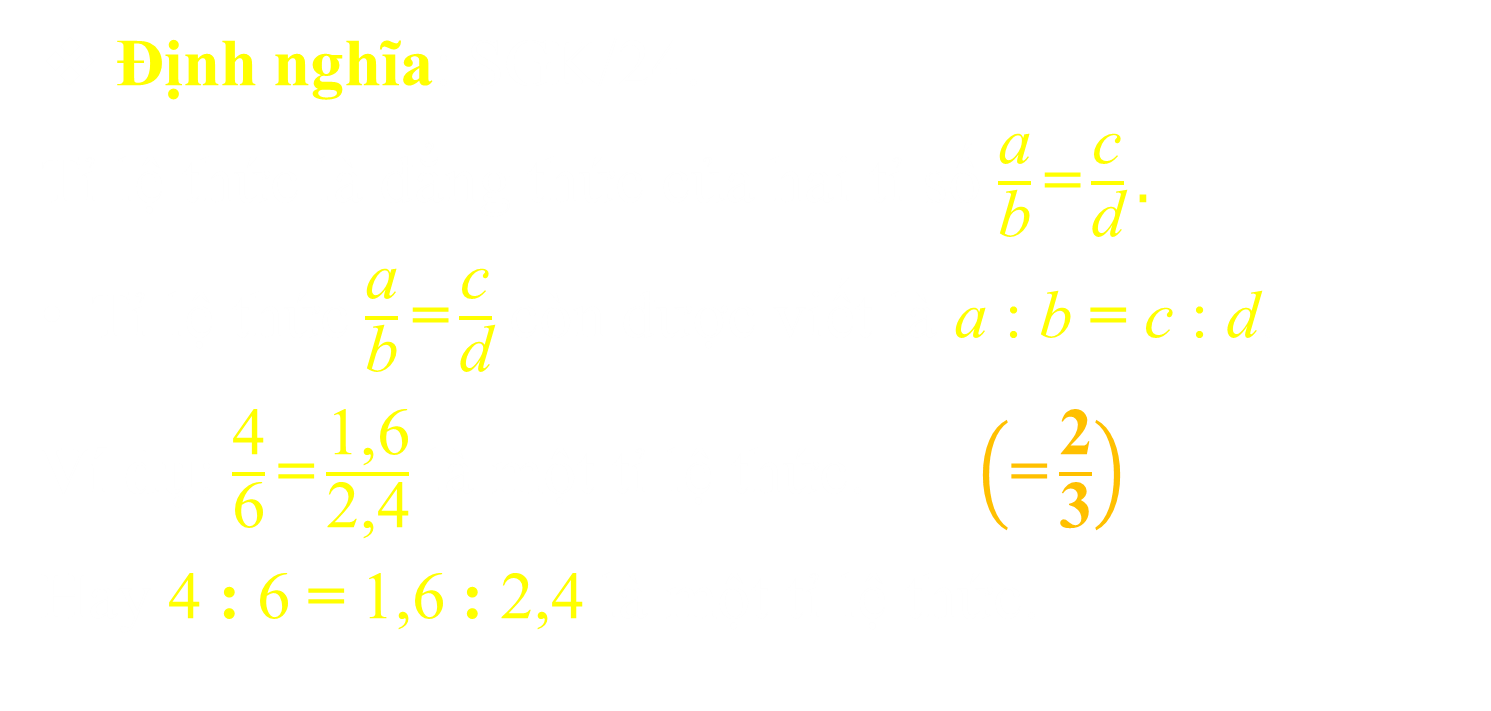 Định nghĩa
a/b = c/d.
a/b = c/d a : b = c : d
4/6 = 1,6/2,4 (= 2/3)
4 : 6 = 1,6 : 2,4